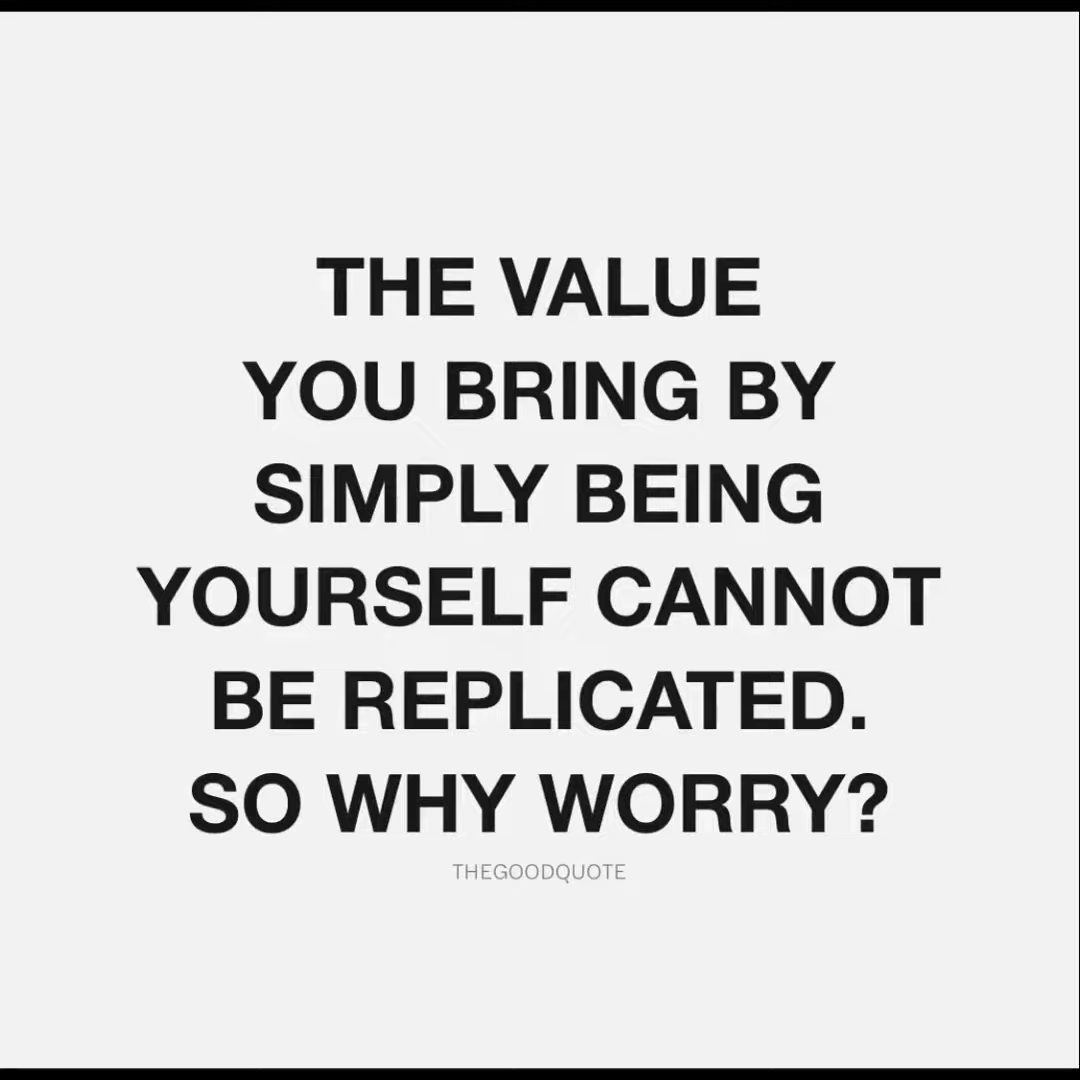 THE VALUE
YOU BRING BY
SIMPLY BEING
YOURSELF CANNOT
BE REPLICATED.
SO WHY WORRY?
THEGOODQUOTE